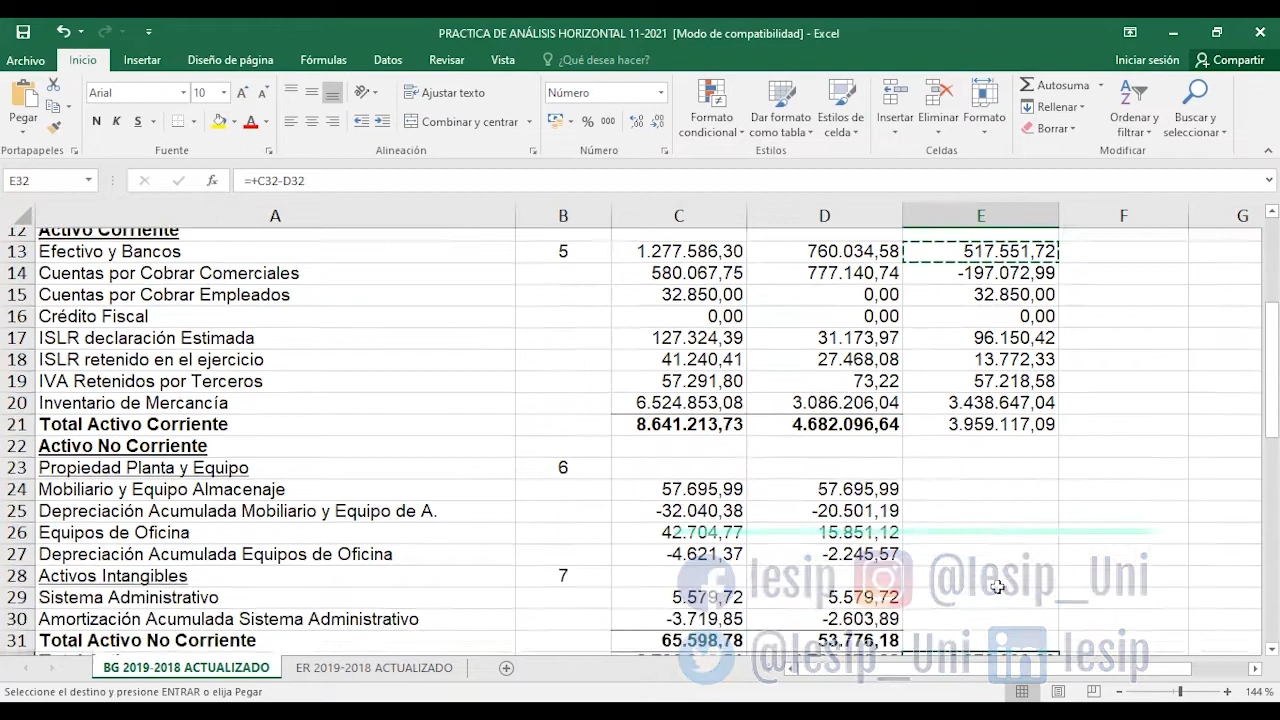 PRACTICA DE ANÁLISIS HORIZONTAL 11-2021 [Modo de compatibilidad] - Excel
Archivo Inicio Insertar Diseño de página Fórmulas Datos Revisar Vista ¿Qué desea hacer? Iniciar sesión Compartir
Pegar Arial 10 Ajustar texto Número Autosuma
N K S Combinar y centrar % 000 Rellenar
Formato condicional Dar formato como tabla Estilos de celda Insertar Eliminar Formato Borrar Ordenar y filtrar Buscar y seleccionar
Portapapeles Fuente Alineación Número Estilos Celdas Modificar
E32 fx =+C32-D32
A B C D E F G
12 Activo Corriente
13 Efectivo y Bancos 5 1.277.586,30 760.034,58 517.551,72
14 Cuentas por Cobrar Comerciales 580.067,75 777.140,74 -197.072,99
15 Cuentas por Cobrar Empleados 32.850,00 0,00 32.850,00
16 Crédito Fiscal 0,00 0,00 0,00
17 ISLR declaración Estimada 127.324,39 31.173,97 96.150,42
18 ISLR retenido en el ejercicio 41.240,41 27.468,08 13.772,33
19 IVA Retenidos por Terceros 57.291,80 73,22 57.218,58
20 Inventario de Mercancía 6.524.853,08 3.086.206,04 3.438.647,04
21 Total Activo Corriente 8.641.213,73 4.682.096,64 3.959.117,09
22 Activo No Corriente
23 Propiedad Planta y Equipo 6
24 Mobiliario y Equipo Almacenaje 57.695,99 57.695,99
25 Depreciación Acumulada Mobiliario y Equipo de A. -32.040,38 -20.501,19
26 Equipos de Oficina 42.704,77 15.851,12
27 Depreciación Acumulada Equipos de Oficina -4.621,37 -2.245,57
28 Activos Intangibles 7
29 Sistema Administrativo 5.579,72 5.579,72
30 Amortización Acumulada Sistema Administrativo -3.719,85 -2.603,89
31 Total Activo No Corriente 65.598,78 53.776,18
Iesip @Iesip_Uni
@Iesip_Uni in Iesip
BG 2019-2018 ACTUALIZADO ER 2019-2018 ACTUALIZADO
Seleccione el destino y presione ENTRAR o elija Pegar 144 %